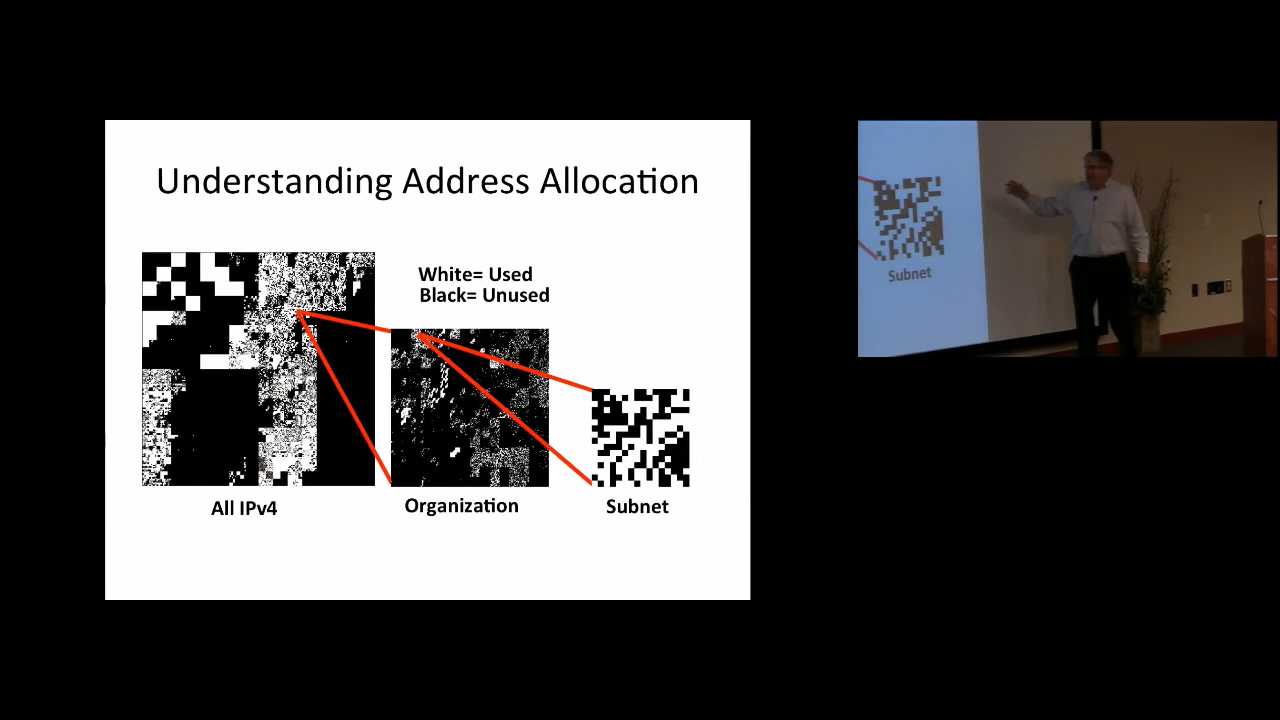 Understanding Address Allocation
White= Used
Black= Unused
All IPv4
Organization
Subnet
Subnet